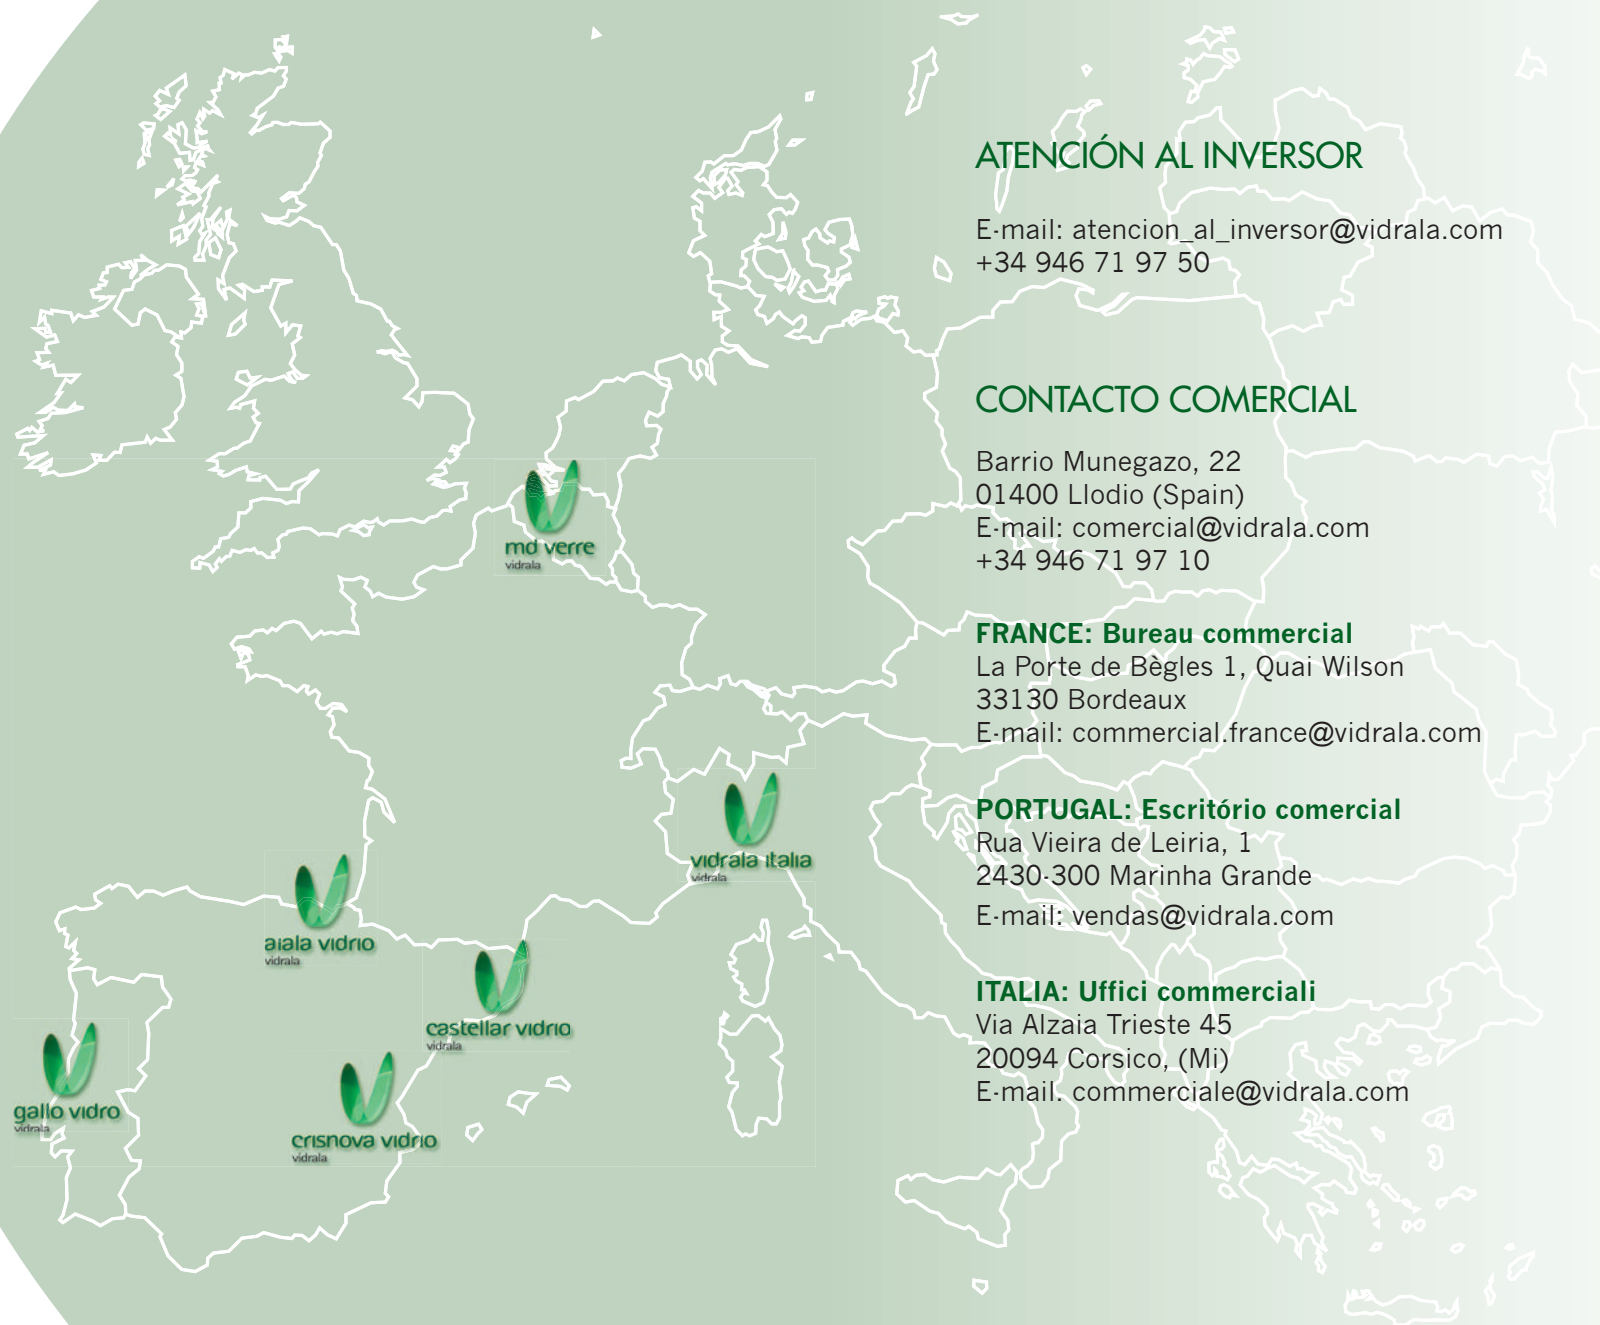 ATENCIÓN AL INVERSOR
E-mail: atencion_al_inversor@vidrala.com
+34 946 71 97 50
CONTACTO COMERCIAL
Barrio Munegazo, 22
01400 Llodio (Spain)
E-mail: comercial@vidrala.com
+34 946 71 97 10
FRANCE: Bureau commercial
La Porte de Bègles 1, Quai Wilson
33130 Bordeaux
E-mail: commercial.france@vidrala.com
PORTUGAL: Escritório comercial
Rua Vieira de Leiria, 1
2430-300 Marinha Grande
E-mail: vendas@vidrala.com
ITALIA: Uffici commerciali
Via Alzaia Trieste 45
20094 Corsico, (Mi)
E-mail. commerciale@vidrala.com
md verre
vidrala
vidrala italia
vidrala
aiala vidrio
vidrala
castellar vidrio
vidrala
gallo vidro
vidrala
crisnova vidrio
vidrala